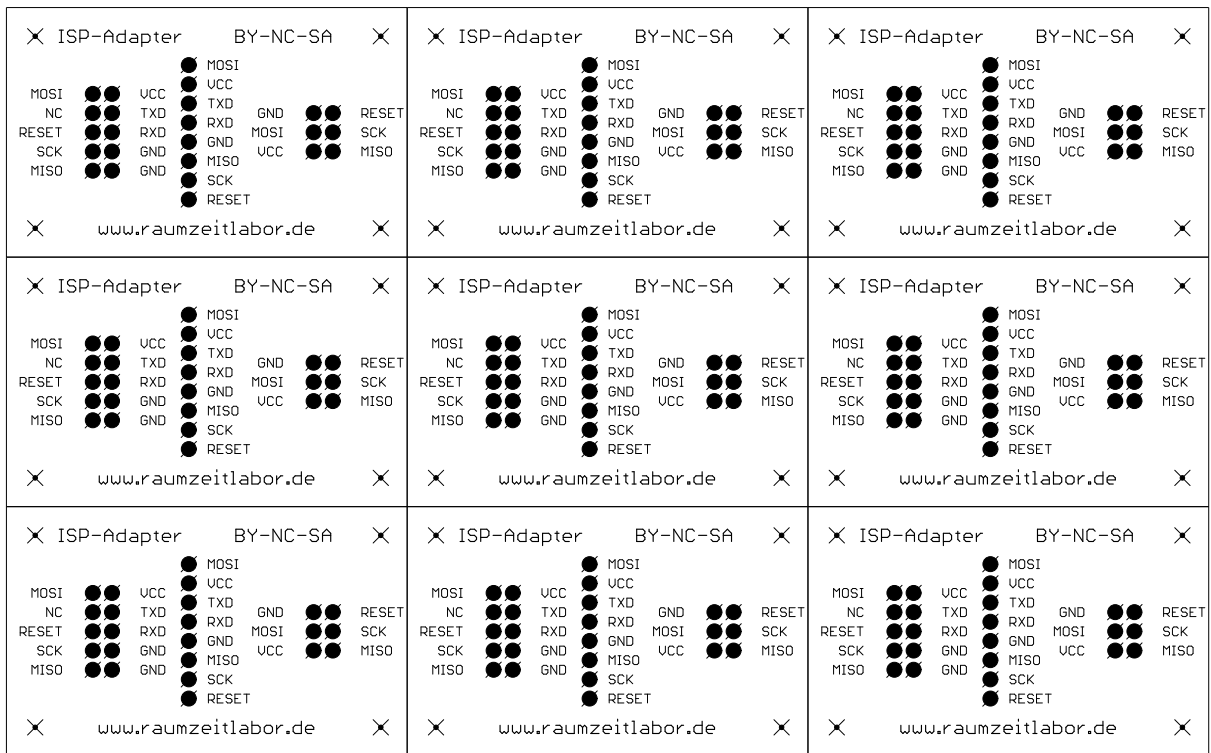 ISP-Adapter BY-NC-SA
MOSI VCC
NC TXD
RESET RXD
SCK GND
MISO GND
MOSI
VCC
TXD
RXD
GND
MISO
SCK
RESET
GND RESET
MOSI SCK
VCC MISO
www.raumzeitlabor.de
ISP-Adapter BY-NC-SA
MOSI VCC
NC TXD
RESET RXD
SCK GND
MISO GND
MOSI
VCC
TXD
RXD
GND
MISO
SCK
RESET
GND RESET
MOSI SCK
VCC MISO
www.raumzeitlabor.de
ISP-Adapter BY-NC-SA
MOSI VCC
NC TXD
RESET RXD
SCK GND
MISO GND
MOSI
VCC
TXD
RXD
GND
MISO
SCK
RESET
GND RESET
MOSI SCK
VCC MISO
www.raumzeitlabor.de
ISP-Adapter BY-NC-SA
MOSI VCC
NC TXD
RESET RXD
SCK GND
MISO GND
MOSI
VCC
TXD
RXD
GND
MISO
SCK
RESET
GND RESET
MOSI SCK
VCC MISO
www.raumzeitlabor.de
ISP-Adapter BY-NC-SA
MOSI VCC
NC TXD
RESET RXD
SCK GND
MISO GND
MOSI
VCC
TXD
RXD
GND
MISO
SCK
RESET
GND RESET
MOSI SCK
VCC MISO
www.raumzeitlabor.de
ISP-Adapter BY-NC-SA
MOSI VCC
NC TXD
RESET RXD
SCK GND
MISO GND
MOSI
VCC
TXD
RXD
GND
MISO
SCK
RESET
GND RESET
MOSI SCK
VCC MISO
www.raumzeitlabor.de
ISP-Adapter BY-NC-SA
MOSI VCC
NC TXD
RESET RXD
SCK GND
MISO GND
MOSI
VCC
TXD
RXD
GND
MISO
SCK
RESET
GND RESET
MOSI SCK
VCC MISO
www.raumzeitlabor.de
ISP-Adapter BY-NC-SA
MOSI VCC
NC TXD
RESET RXD
SCK GND
MISO GND
MOSI
VCC
TXD
RXD
GND
MISO
SCK
RESET
GND RESET
MOSI SCK
VCC MISO
www.raumzeitlabor.de
ISP-Adapter BY-NC-SA
MOSI VCC
NC TXD
RESET RXD
SCK GND
MISO GND
MOSI
VCC
TXD
RXD
GND
MISO
SCK
RESET
GND RESET
MOSI SCK
VCC MISO
www.raumzeitlabor.de